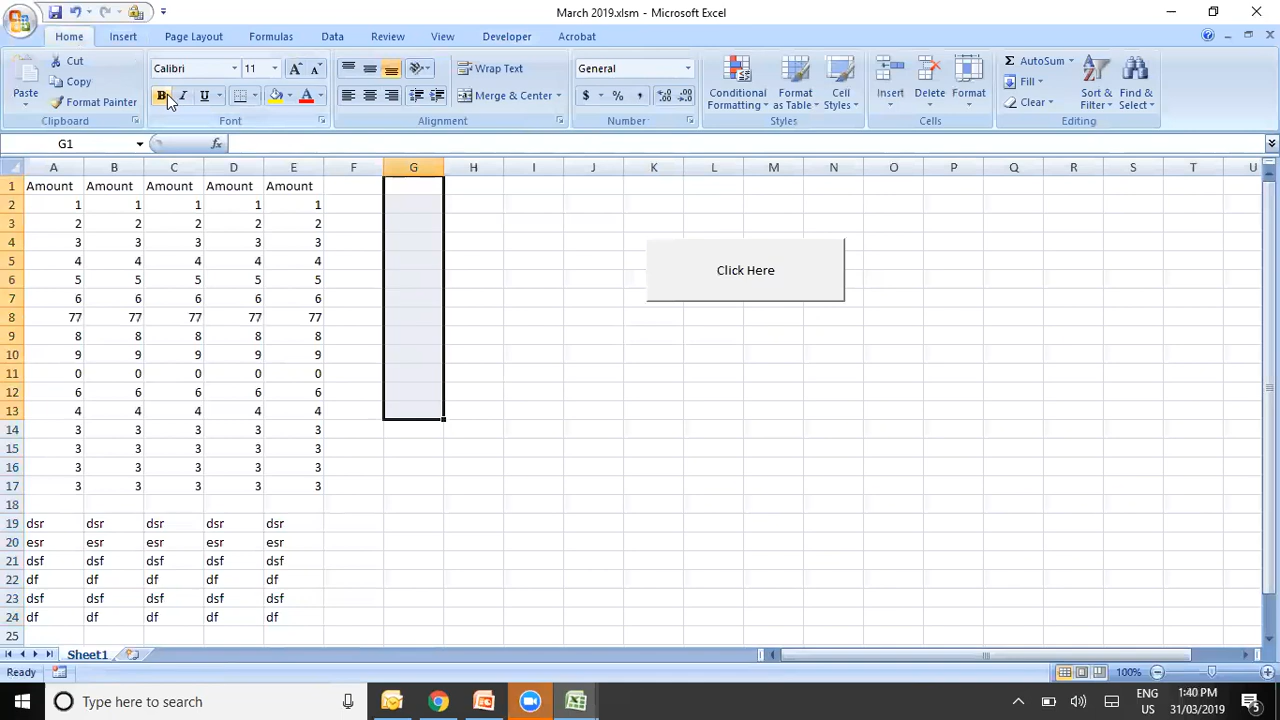 March 2019.xlsm - Microsoft Excel
Home Insert Page Layout Formulas Data Review View Developer Acrobat
Paste Cut Copy Format Painter Clipboard
Calibri 11 B I U Font
Wrap Text Merge & Center Alignment
General $ % , Number
Conditional Formatting Format as Table Cell Styles Styles
Insert Delete Format Cells
Σ AutoSum Fill Clear Sort & Filter Find & Select Editing
G1 fx
A B C D E F G H I J K L M N O P Q R S T U
1 Amount Amount Amount Amount Amount
2 1 1 1 1 1
3 2 2 2 2 2
4 3 3 3 3 3
5 4 4 4 4 4
6 5 5 5 5 5
7 6 6 6 6 6
8 77 77 77 77 77
9 8 8 8 8 8
10 9 9 9 9 9
11 0 0 0 0 0
12 6 6 6 6 6
13 4 4 4 4 4
14 3 3 3 3 3
15 3 3 3 3 3
16 3 3 3 3 3
17 3 3 3 3 3
18
19 dsr dsr dsr dsr dsr
20 esr esr esr esr esr
21 dsf dsf dsf dsf dsf
22 df df df df df
23 dsf dsf dsf dsf dsf
24 df df df df df
25
Click Here
Sheet1
Ready 100%
Type here to search
ENG US
1:40 PM
31/03/2019
5